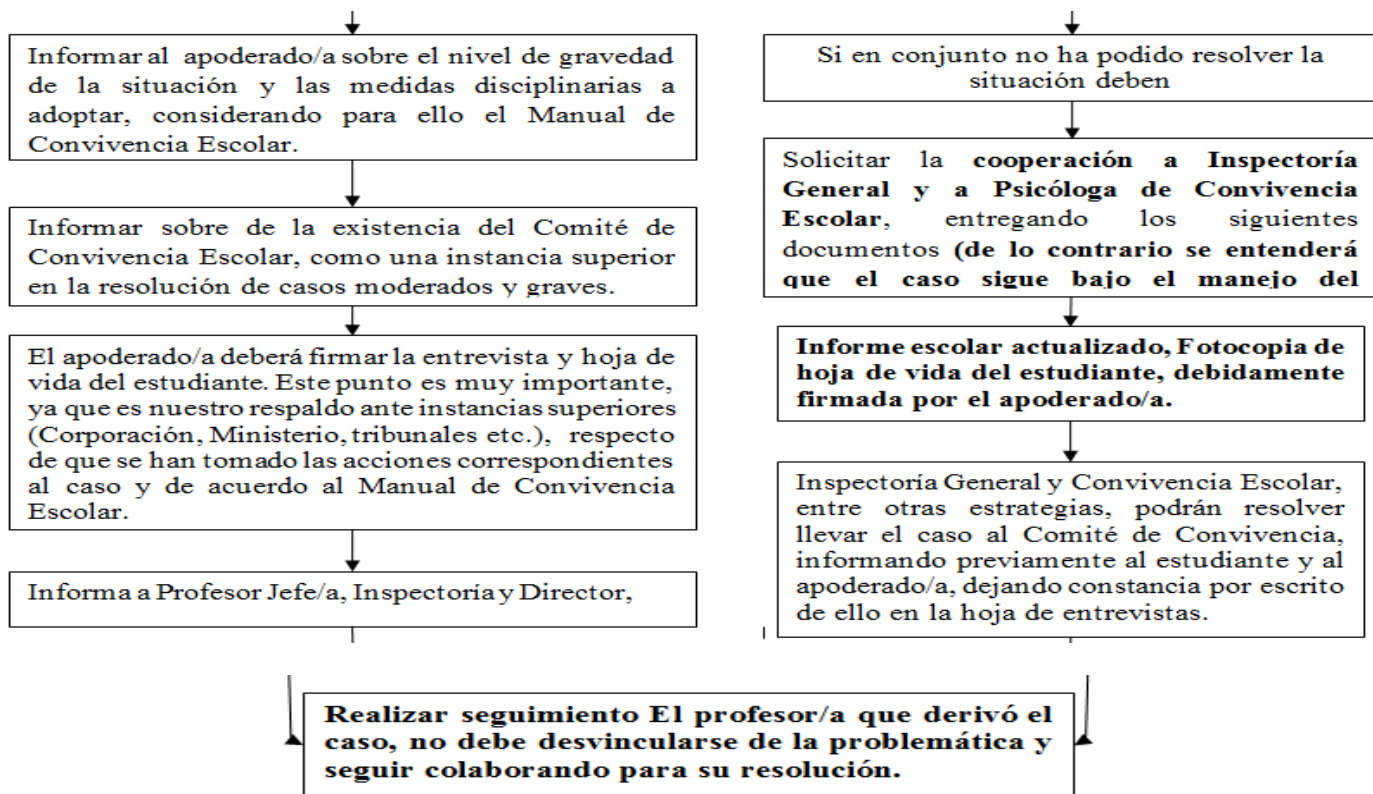 Informar al apoderado/a sobre el nivel de gravedad
de la situación y las medidas disciplinarias a
adoptar, considerando para ello el Manual de
Convivencia Escolar.
Informar sobre de la existencia del Comité de
Convivencia Escolar, como una instancia superior
en la resolución de casos moderados y graves.
El apoderado/a deberá firmar la entrevista y hoja de
vida del estudiante. Este punto es muy importante,
ya que es nuestro respaldo ante instancias superiores
(Corporación, Ministerio, tribunales etc.), respecto
de que se han tomado las acciones correspondientes
al caso y de acuerdo al Manual de Convivencia
Escolar.
Informa a Profesor Jefe/a, Inspectoría y Director,
Si en conjunto no ha podido resolver la
situación deben
Solicitar la cooperación a Inspectoría
General y a Psicóloga de Convivencia
Escolar, entregando los siguientes
documentos (de lo contrario se entenderá
que el caso sigue bajo el manejo del
Informe escolar actualizado, Fotocopia de
hoja de vida del estudiante, debidamente
firmada por el apoderado/a.
Inspectoría General y Convivencia Escolar,
entre otras estrategias, podrán resolver
llevar el caso al Comité de Convivencia,
informando previamente al estudiante y al
apoderado/a, dejando constancia por escrito
de ello en la hoja de entrevistas.
Realizar seguimiento El profesor/a que derivó el
caso, no debe desvincularse de la problemática y
seguir colaborando para su resolución.